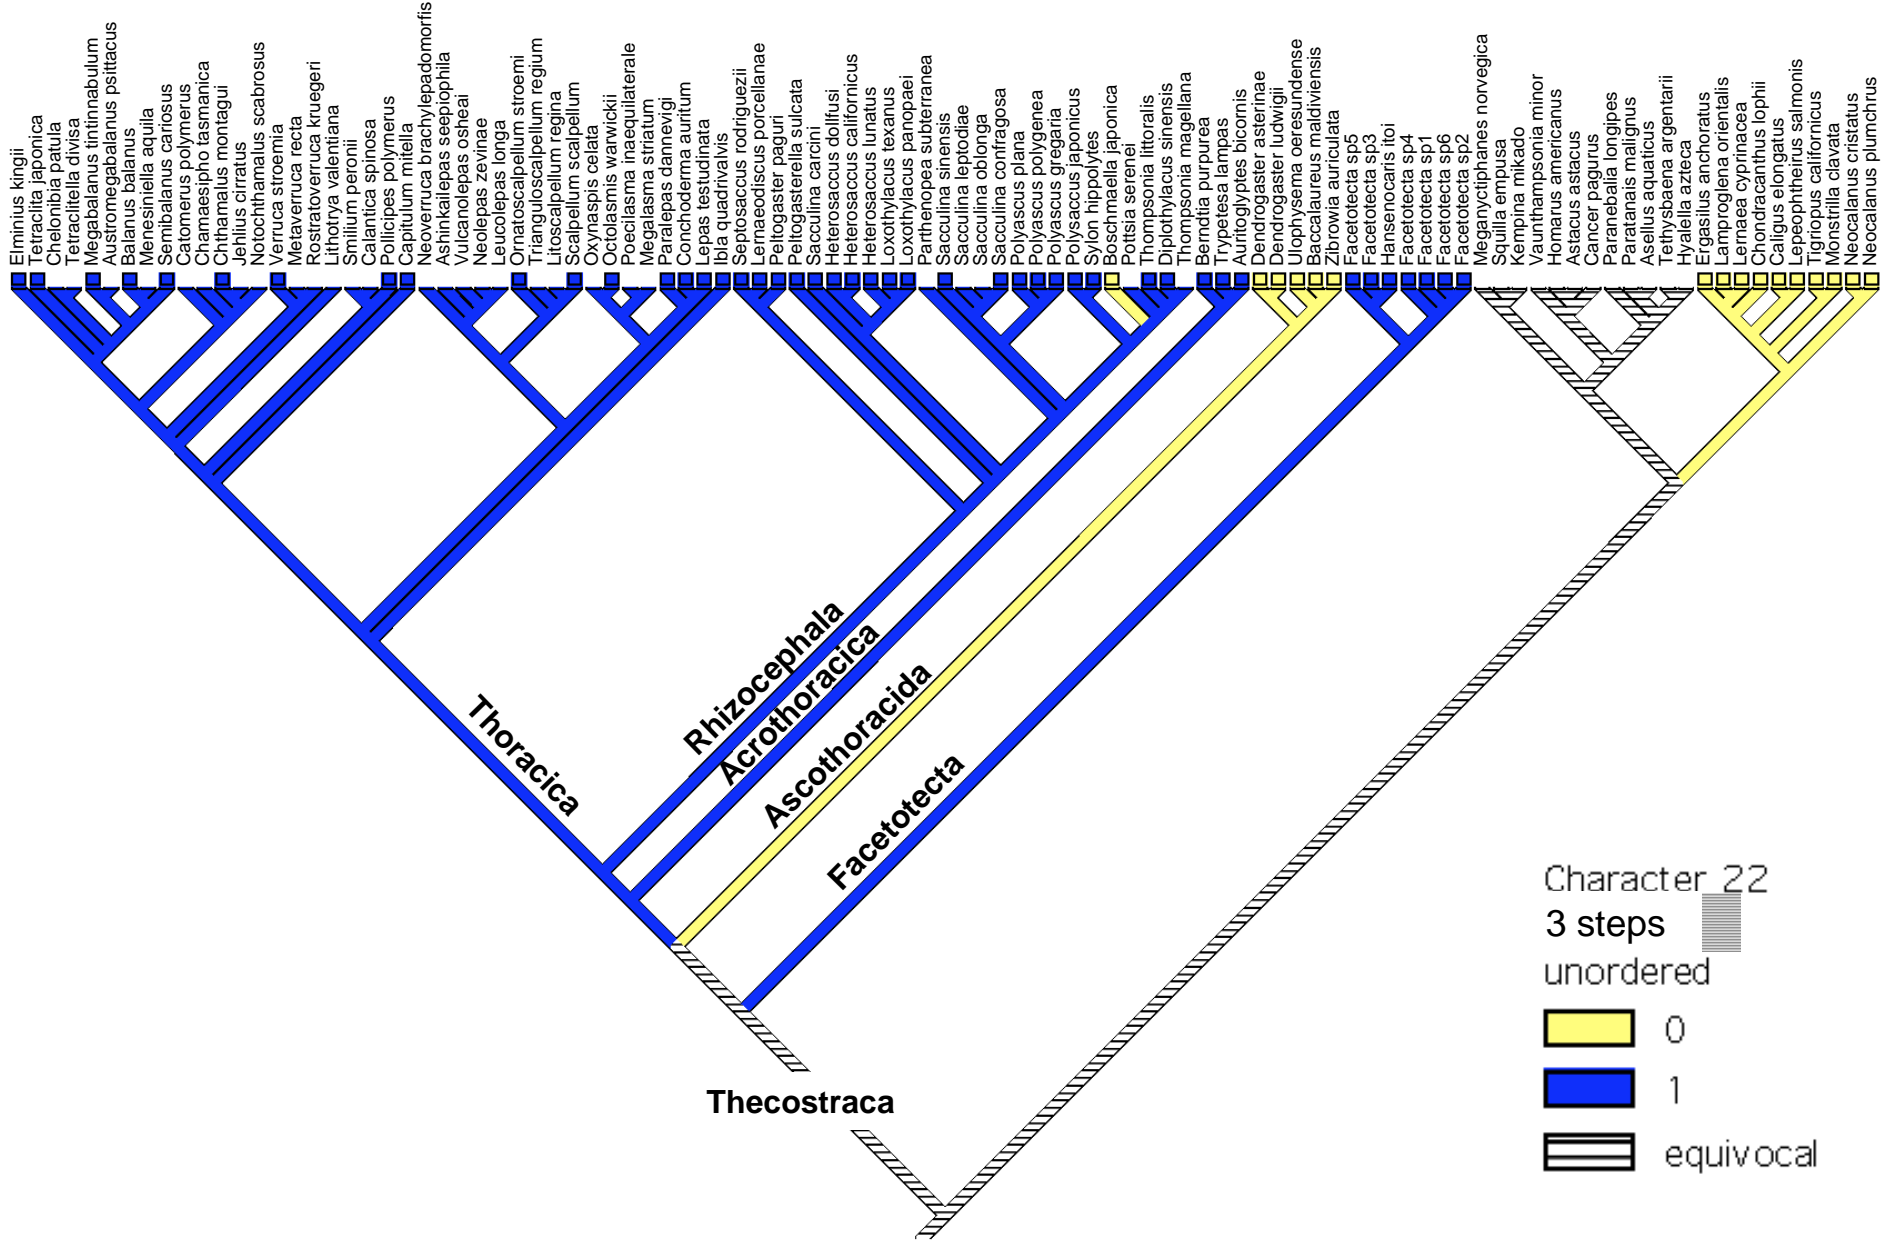 Elminius kingii
Tetraclita japonica
Chelonibia patula
Tetraclitella divisa
Megabalanus tintinnabulum
Austromegabalanus psittacus
Balanus balanus
Menesiniella aquila
Semibalanus cariosus
Catomerus polymerus
Chamaesipho tasmanica
Chthamalus montagui
Jehlius cirratus
Notochthamalus scabrosus
Verruca stroemia
Metaverruca recta
Rostratoverruca kruegeri
Lithotrya valentiana
Smilium peronii
Calantica spinosa
Pollicipes polymerus
Capitulum mitella
Neoverruca brachylepadomorfis
Ashinkailepas seepiophila
Vulcanolepas osheai
Neolepas zevinae
Leucolepas longa
Ornatoscalpellum stroemi
Trianguloscalpellum regium
Litoscalpellum regina
Scalpellum scalpellum
Oxynaspis celata
Octolasmis warwickii
Poecilasma inaequilaterale
Megalasma striatum
Paralepas dannevigi
Conchoderma auritum
Lepas testudinata
Ibla quadrivalvis
Septosaccus rodriguezii
Lernaeodiscus porcellanae
Peltogaster paguri
Peltogasterella sulcata
Sacculina carcini
Heterosaccus dollfusi
Heterosaccus californicus
Heterosaccus lunatus
Loxothylacus texanus
Loxothylacus panopaei
Parthenopea subterranea
Sacculina sinensis
Sacculina leptodiae
Sacculina oblonga
Sacculina confragosa
Polyascus plana
Polyascus polygenea
Polyascus gregaria
Polysaccus japonicus
Sylon hippolytes
Boschmaella japonica
Pottsia serenei
Thompsonia littoralis
Diplothylacus sinensis
Thompsonia magellana
Berndtia purpurea
Trypetesa lampas
Auritoglyptes bicornis
Dendrogaster asterinae
Dendrogaster ludwigii
Ulophysema oeresundense
Baccalaureus maldiviensis
Zibrowia auriculata
Facetotecta sp5
Facetotecta sp3
Hansenocaris itoi
Facetotecta sp4
Facetotecta sp1
Facetotecta sp6
Facetotecta sp2
Meganyctiphanes norvegica
Squilla empusa
Kempina mikado
Vaunthompsonia minor
Homarus americanus
Astacus astacus
Cancer pagurus
Paranebalia longipes
Paratanais malignus
Asellus aquaticus
Tethysbaena argentarii
Hyalella azteca
Ergasilus anchoratus
Lamproglena orientalis
Lernaea cyprinacea
Chondracanthus lophii
Caligus elongatus
Lepeophtheirus salmonis
Tigriopus californicus
Monstrilla clavata
Neocalanus cristatus
Neocalanus plumchrus
Thoracica
Rhizocephala
Acrothoracica
Ascothoracida
Facetotecta
Thecostraca
Character 22
3 steps
unordered
0
1
equivocal